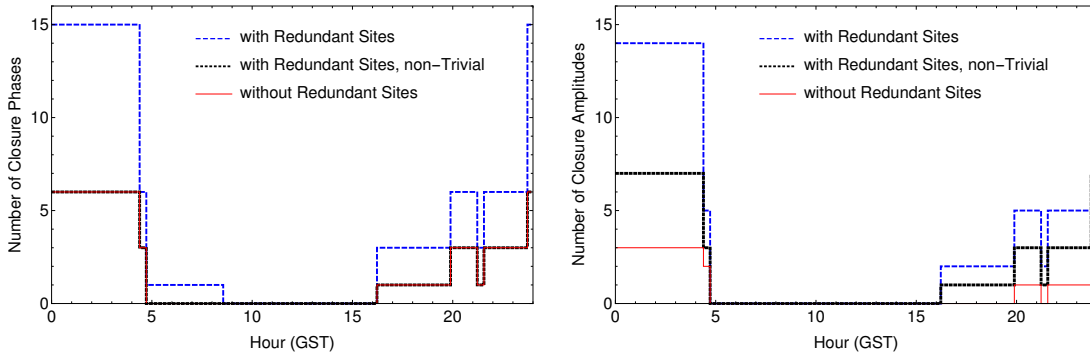 15
10
5
0
Number of Closure Phases
with Redundant Sites
with Redundant Sites, non-Trivial
without Redundant Sites
0 5 10 15 20
Hour (GST)
15
10
5
0
Number of Closure Amplitudes
with Redundant Sites
with Redundant Sites, non-Trivial
without Redundant Sites
0 5 10 15 20
Hour (GST)